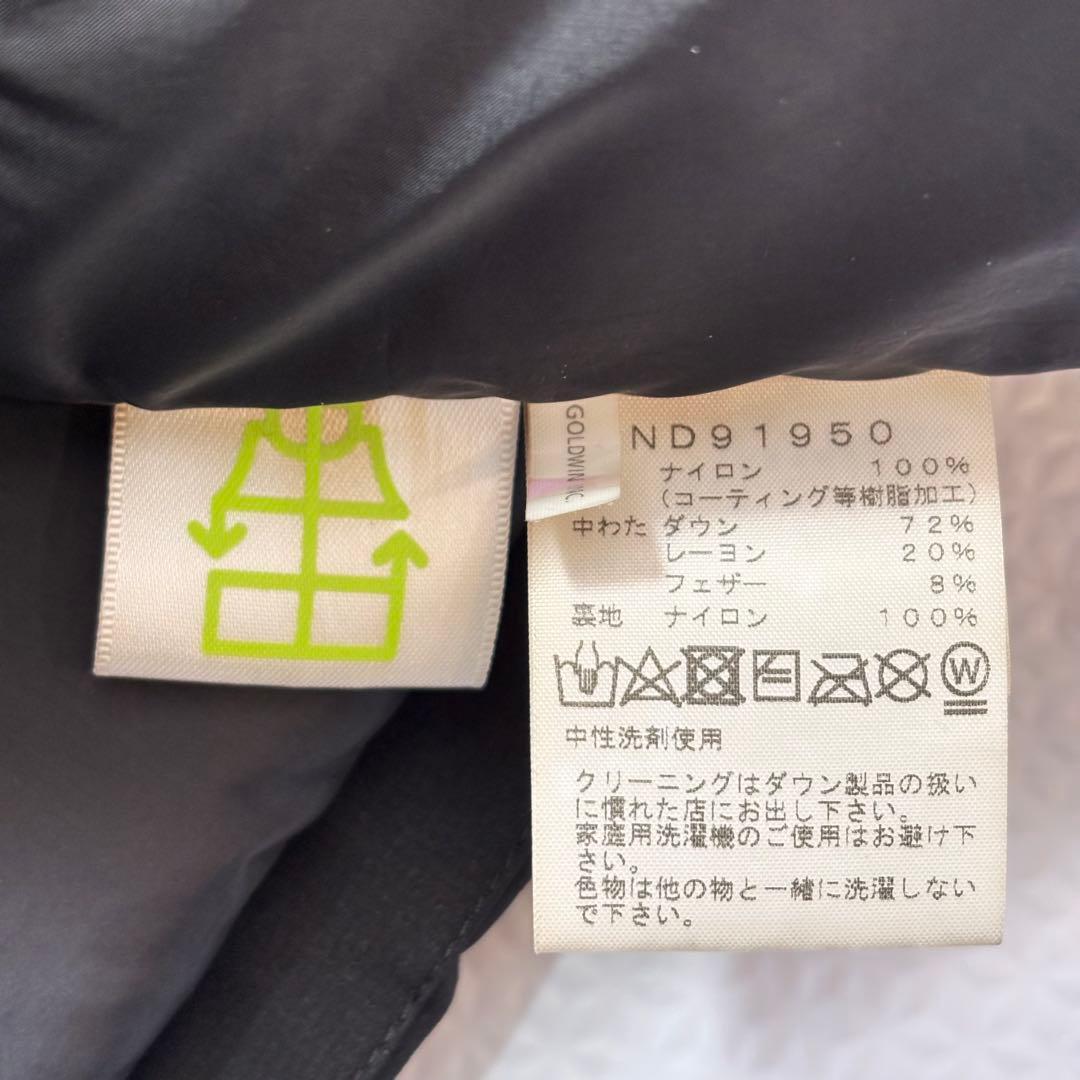 GOLDWIN INC.
ND91950
ナイロン 100%
(コーティング等樹脂加工)
中わた ダウン 72%
レーヨン 20%
フェザー 8%
裏地 ナイロン 100%
W
中性洗剤使用
クリーニングはダウン製品の扱い
に慣れた店にお出し下さい。
家庭用洗濯機のご使用はお避け下
さい。
色物は他の物と一緒に洗濯しない
で下さい。